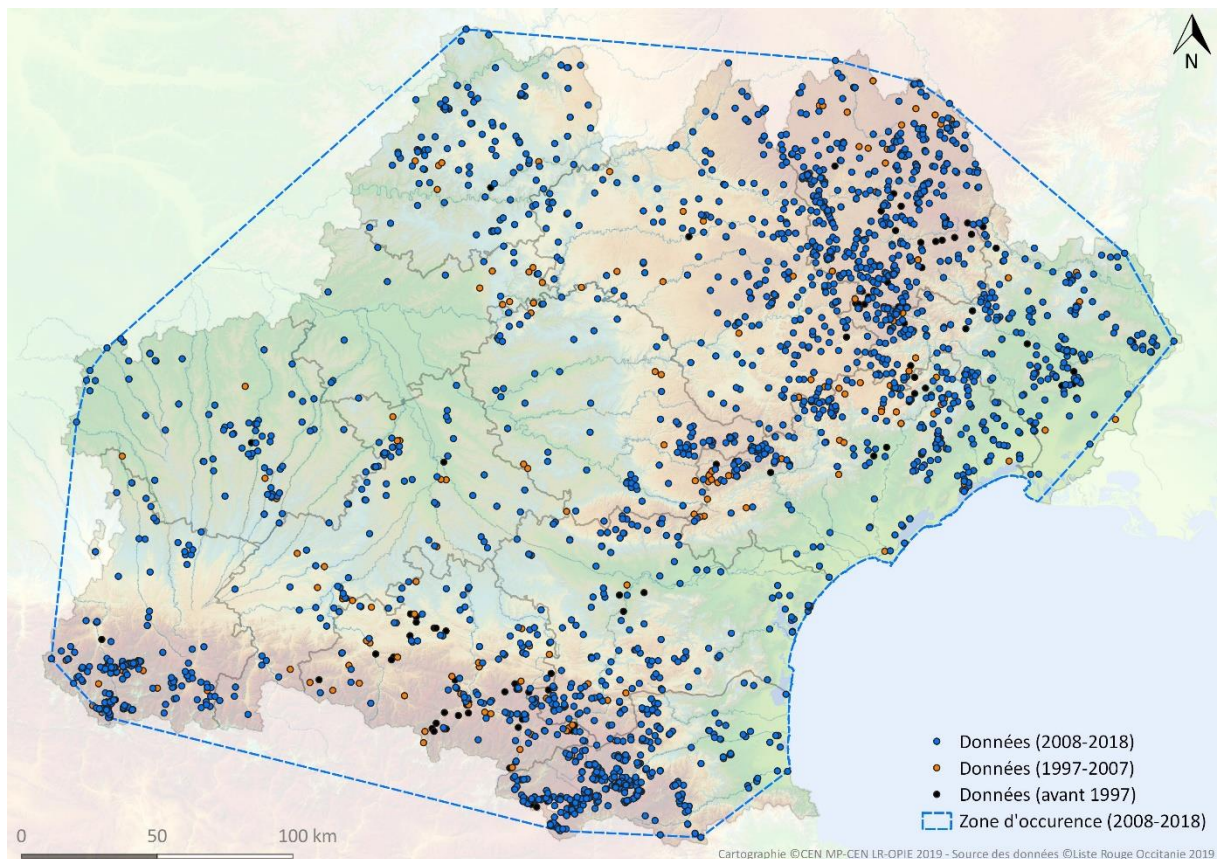 N
Données (2008-2018)
Données (1997-2007)
Données (avant 1997)
Zone d'occurence (2008-2018)
0 50 100 km
Cartographie ©CEN MP-CEN LR-OPIE 2019 - Source des données ©Liste Rouge Occitanie 2019